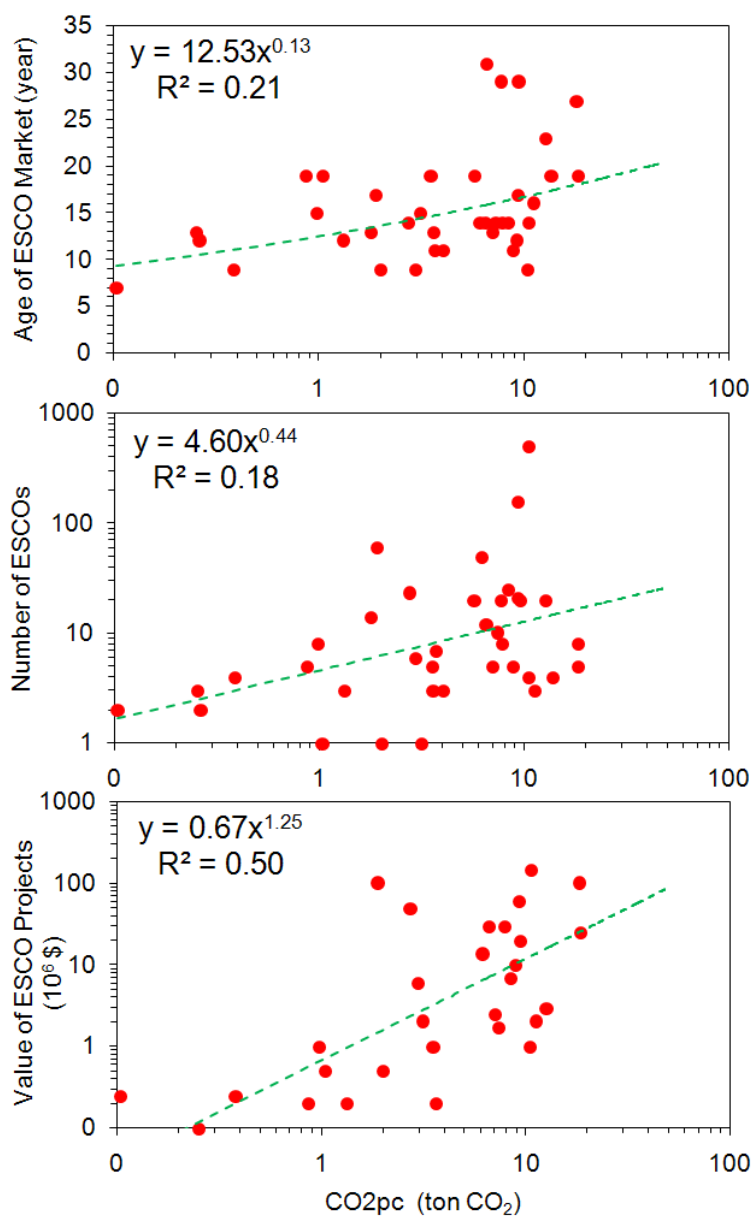 y = 12.53x^0.13
R² = 0.21
Age of ESCO Market (year)
35
30
25
20
15
10
5
0
0 1 10 100
y = 4.60x^0.44
R² = 0.18
Number of ESCOs
1000
100
10
1
0 1 10 100
y = 0.67x^1.25
R² = 0.50
Value of ESCO Projects
(10⁶ $)
1000
100
10
1
0
0 1 10 100
CO2pc (ton CO₂)